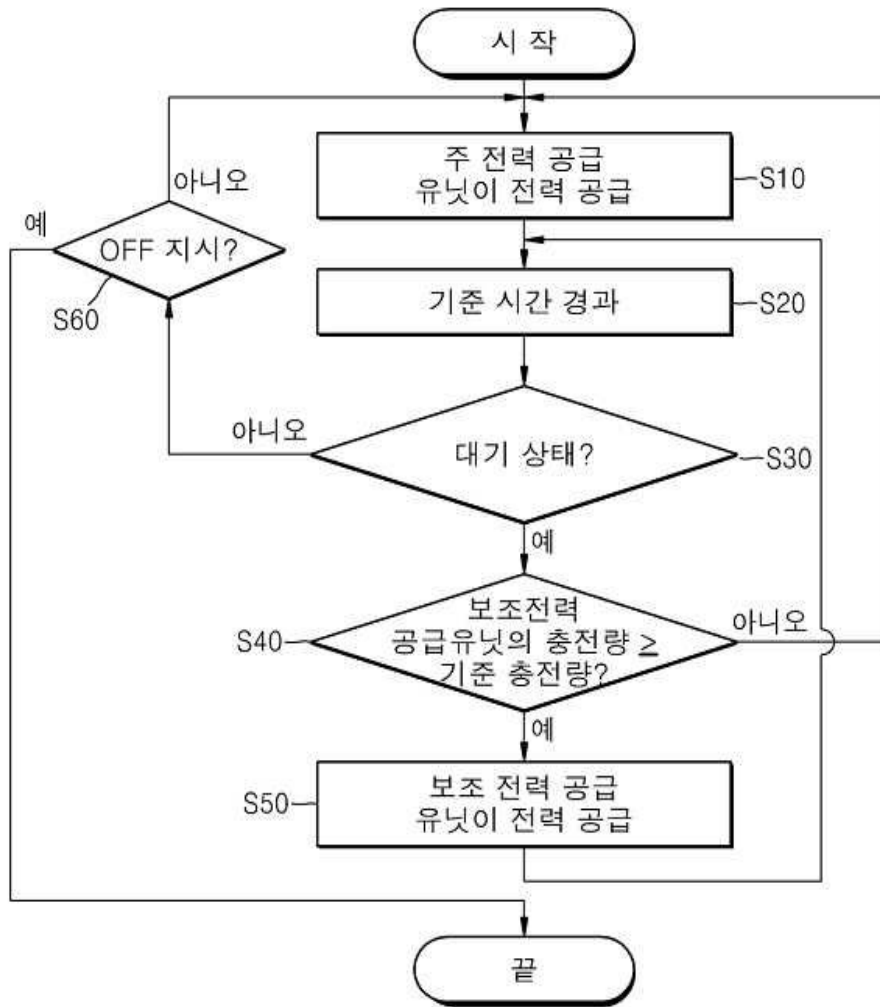 시 작
주 전력 공급
유닛이 전력 공급
S10
아니오
예
OFF 지시?
S60
기준 시간 경과
S20
아니오
대기 상태?
S30
예
보조전력
공급유닛의 충전량 ≥
기준 충전량?
S40
아니오
예
보조 전력 공급
유닛이 전력 공급
S50
끝